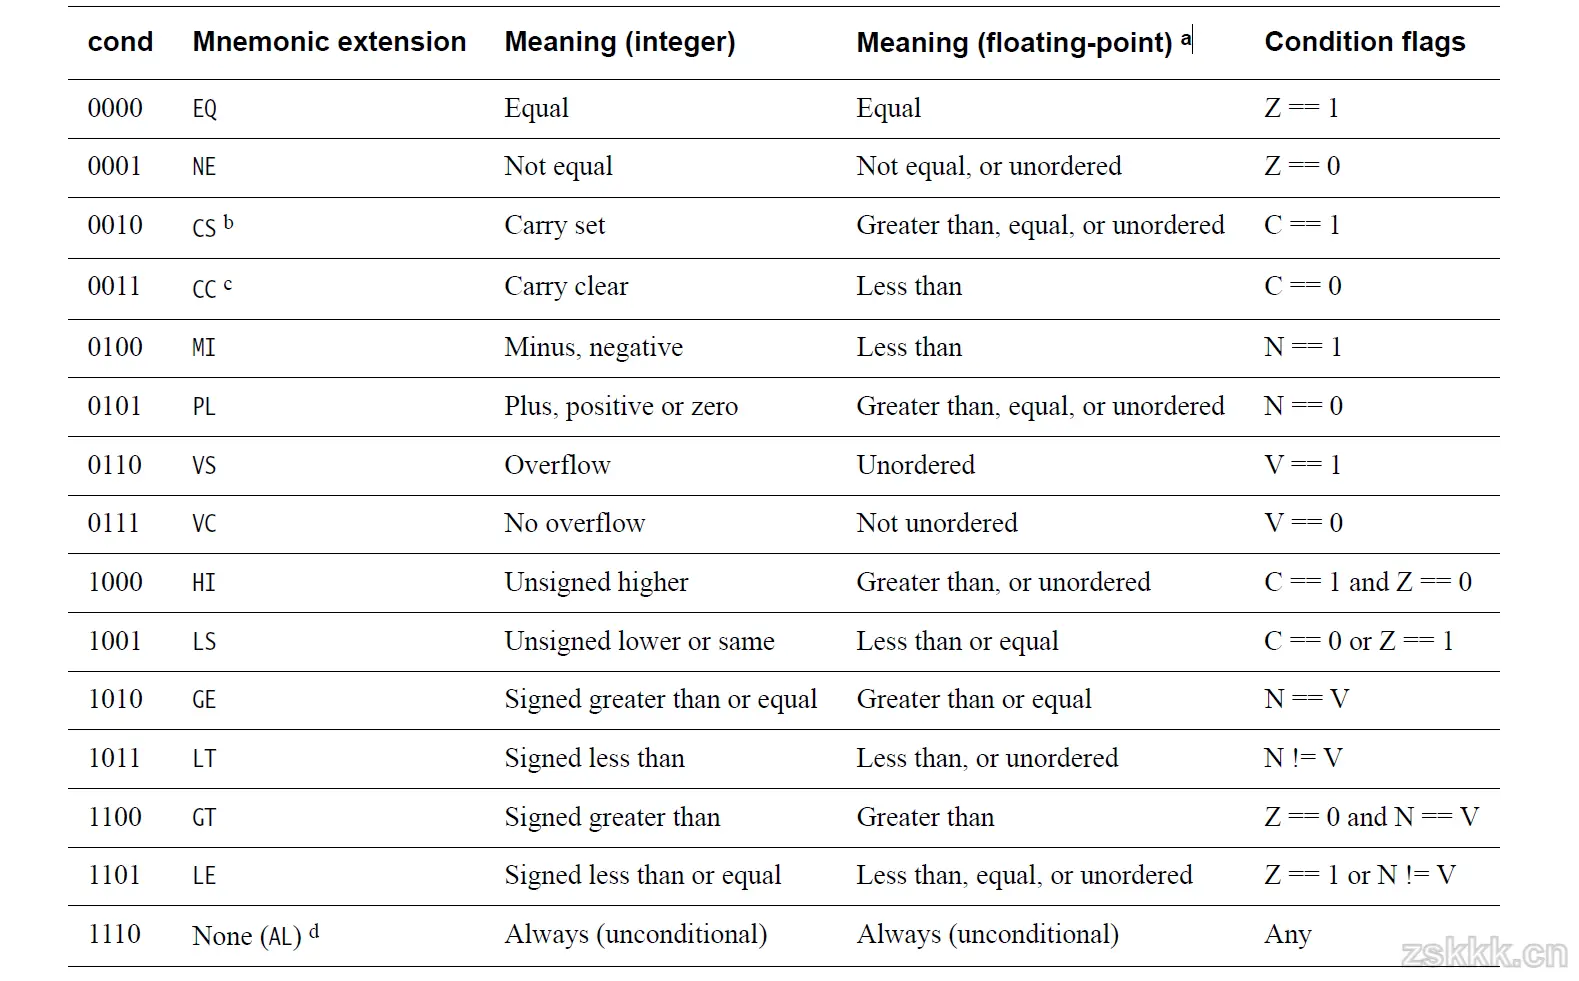 cond Mnemonic extension Meaning (integer) Meaning (floating-point) a Condition flags
0000 EQ Equal Equal Z == 1
0001 NE Not equal Not equal, or unordered Z == 0
0010 CS b Carry set Greater than, equal, or unordered C == 1
0011 CC c Carry clear Less than C == 0
0100 MI Minus, negative Less than N == 1
0101 PL Plus, positive or zero Greater than, equal, or unordered N == 0
0110 VS Overflow Unordered V == 1
0111 VC No overflow Not unordered V == 0
1000 HI Unsigned higher Greater than, or unordered C == 1 and Z == 0
1001 LS Unsigned lower or same Less than or equal C == 0 or Z == 1
1010 GE Signed greater than or equal Greater than or equal N == V
1011 LT Signed less than Less than, or unordered N != V
1100 GT Signed greater than Greater than Z == 0 and N == V
1101 LE Signed less than or equal Less than, equal, or unordered Z == 1 or N != V
1110 None (AL) d Always (unconditional) Always (unconditional) Any
zskkk.cn